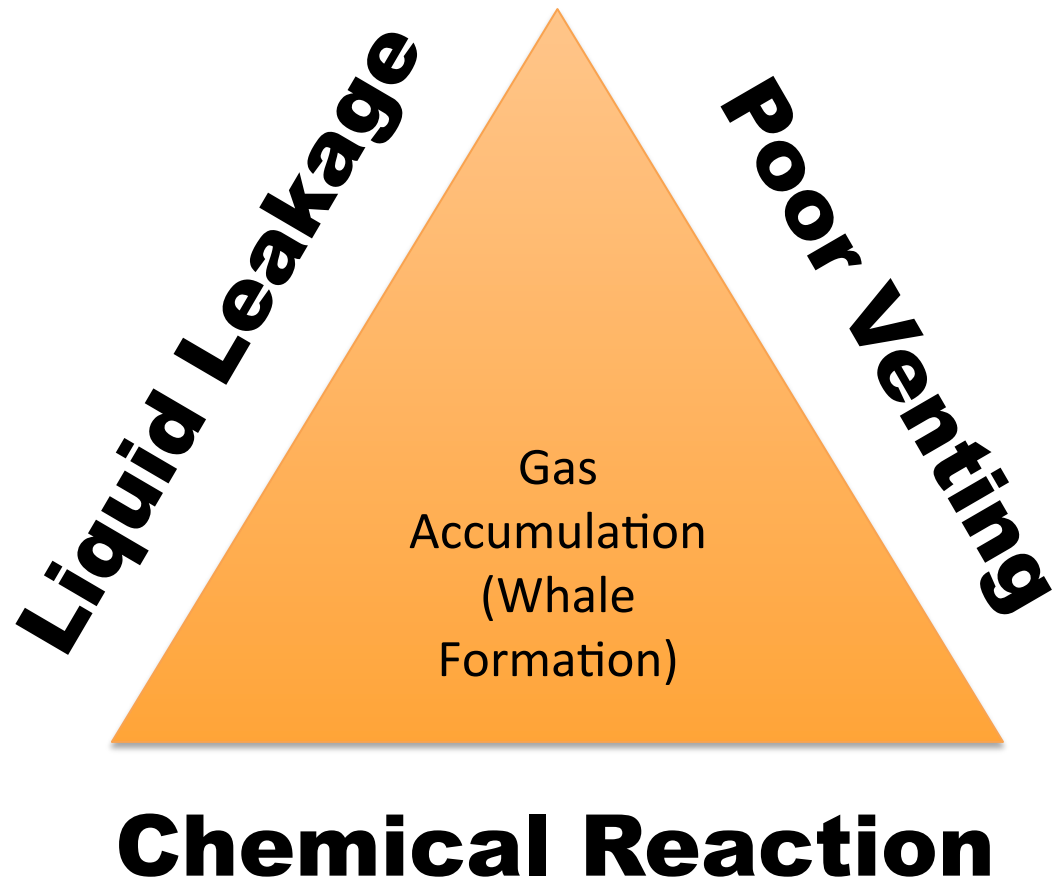 Liquid Leakage
Poor Venting
Gas
Accumulation
(Whale
Formation)
Chemical Reaction